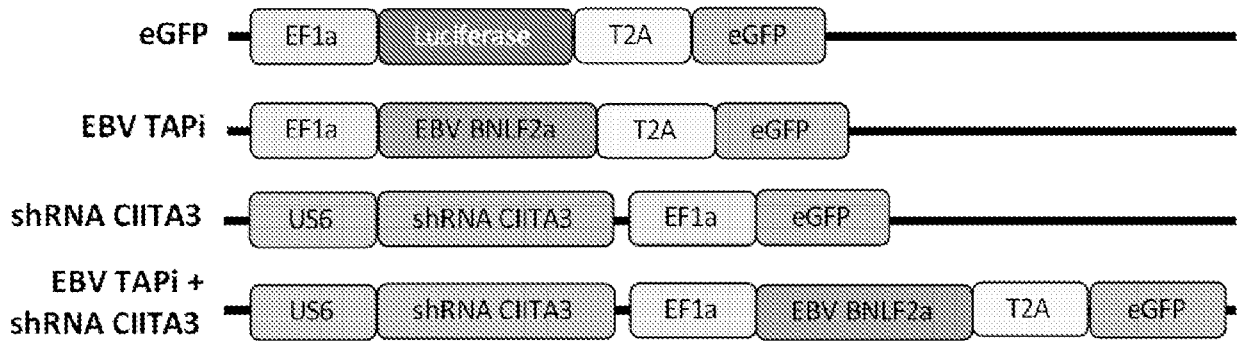 eGFP EF1a Luciferase T2A eGFP
EBV TAPi EF1a EBV BNLF2a T2A eGFP
shRNA CIITA3 US6 shRNA CIITA3 EF1a eGFP
EBV TAPi +
shRNA CIITA3 US6 shRNA CIITA3 EF1a EBV BNLF2a T2A eGFP